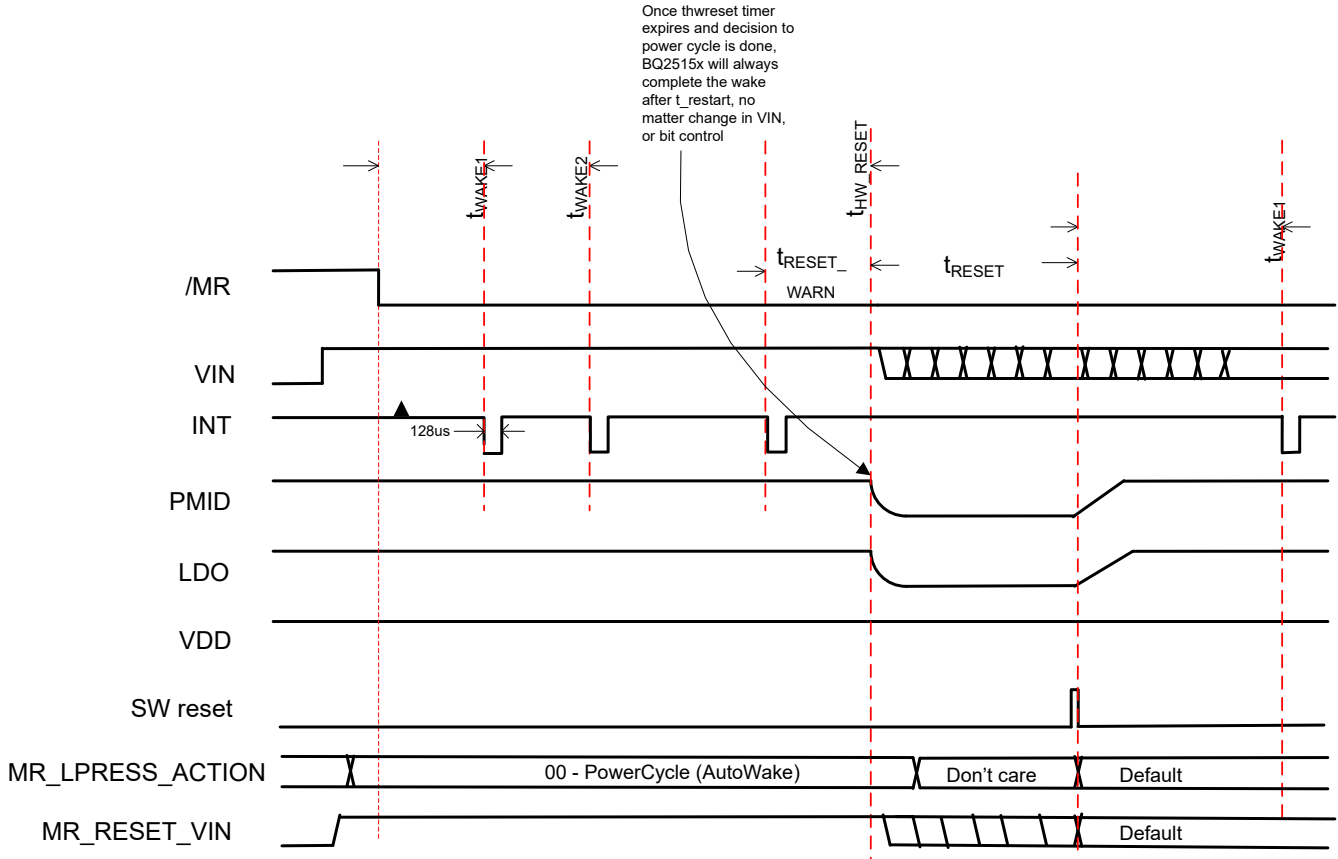 Once thwreset timer
expires and decision to
power cycle is done,
BQ2515x will always
complete the wake
after t_restart, no
matter change in VIN,
or bit control
tWAKE1
tWAKE2
tHW_RESET
tWAKE1
tRESET_
WARN
tRESET
/MR
VIN
INT
128us
PMID
LDO
VDD
SW reset
MR_LPRESS_ACTION
00 - PowerCycle (AutoWake)
Don't care
Default
MR_RESET_VIN
Default